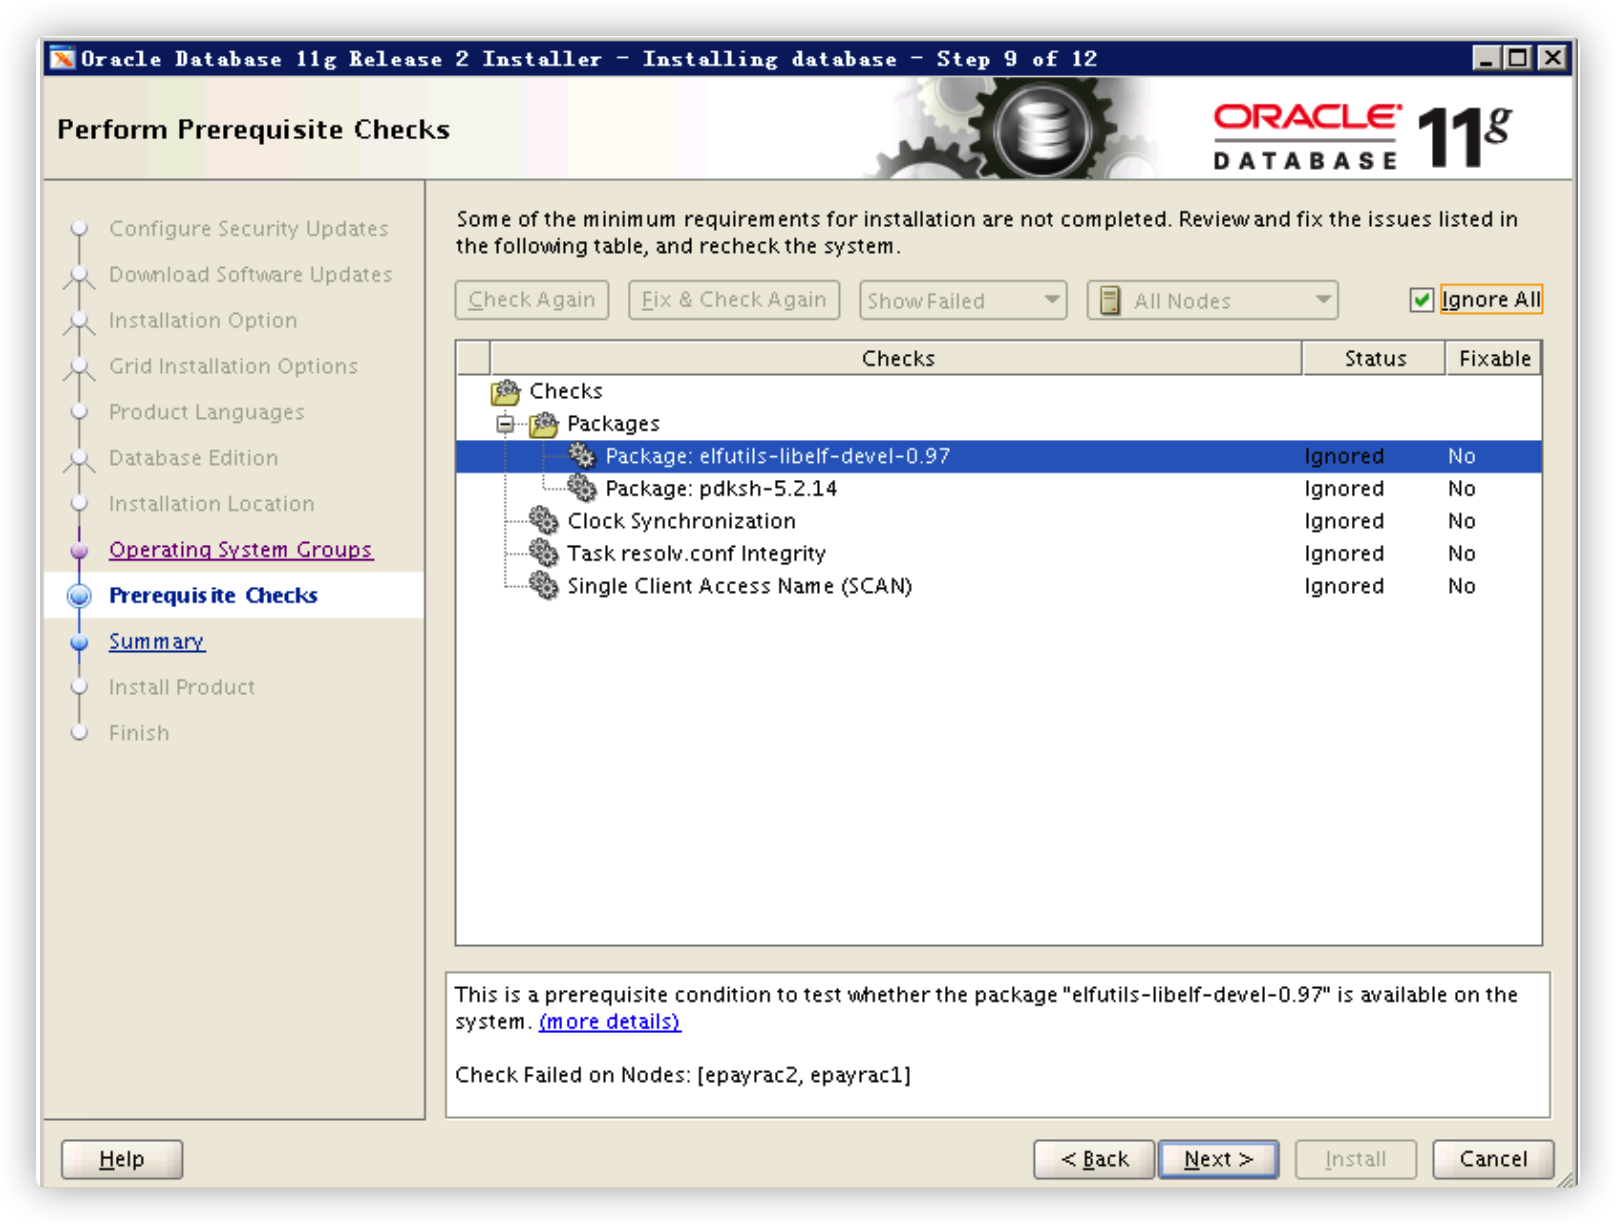 Oracle Database 11g Release 2 Installer - Installing database - Step 9 of 12
Perform Prerequisite Checks
ORACLE
DATABASE
11g
Configure Security Updates
Download Software Updates
Installation Option
Grid Installation Options
Product Languages
Database Edition
Installation Location
Operating System Groups
Prerequisite Checks
Summary
Install Product
Finish
Some of the minimum requirements for installation are not completed. Review and fix the issues listed in
the following table, and recheck the system.
Check Again
Fix & Check Again
Show Failed
All Nodes
Ignore All
Checks Status Fixable
Checks
Packages
Package: elfutils-libelf-devel-0.97 Ignored No
Package: pdksh-5.2.14 Ignored No
Clock Synchronization Ignored No
Task resolv.conf Integrity Ignored No
Single Client Access Name (SCAN) Ignored No
This is a prerequisite condition to test whether the package "elfutils-libelf-devel-0.97" is available on the
system. (more details)
Check Failed on Nodes: [epayrac2, epayrac1]
Help
< Back
Next >
Install
Cancel